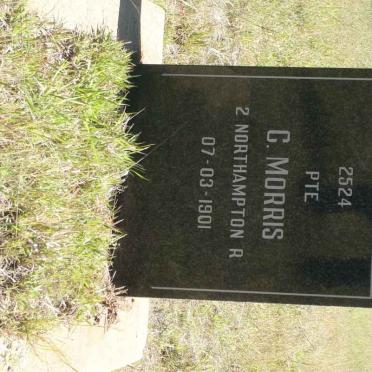 2524
PTE
C. MORRIS
2 NORTHAMPTON R
07-03-1901